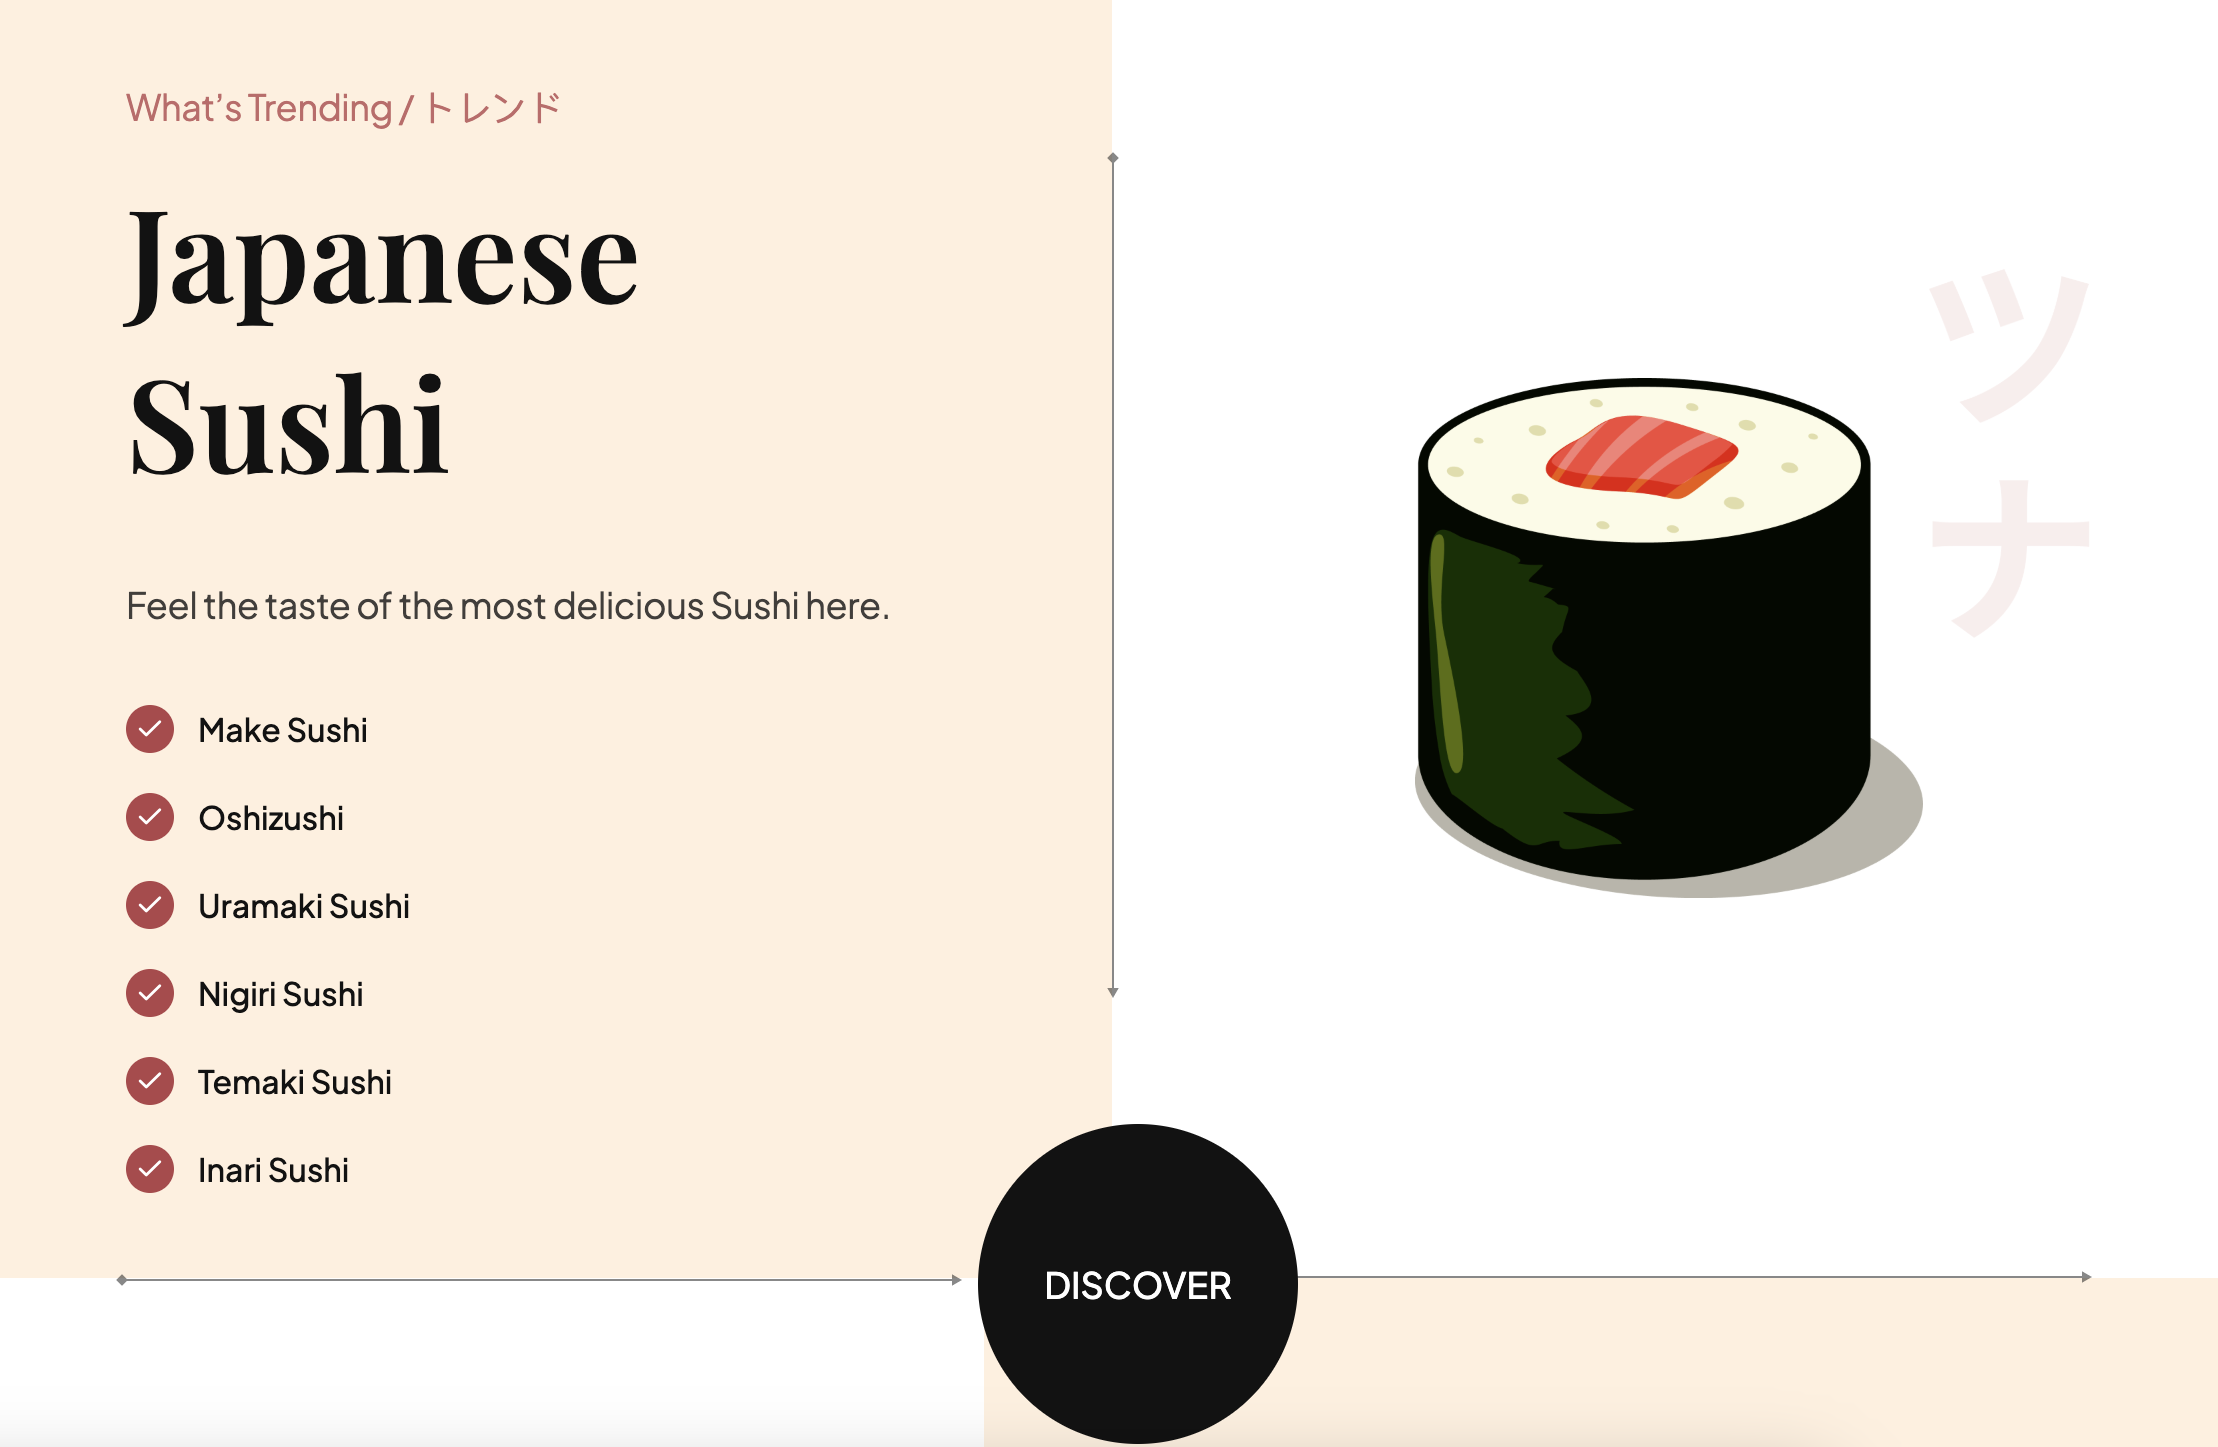 What’s Trending / トレンド
Japanese
Sushi
Feel the taste of the most delicious Sushi here.
Make Sushi
Oshizushi
Uramaki Sushi
Nigiri Sushi
Temaki Sushi
Inari Sushi
ツナ
DISCOVER